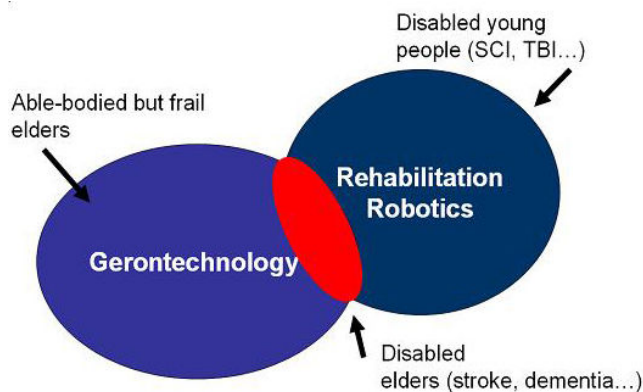 Disabled young
people (SCI, TBI...)
Able-bodied but frail
elders
Rehabilitation
Robotics
Gerontechnology
Disabled
elders (stroke, dementia...)